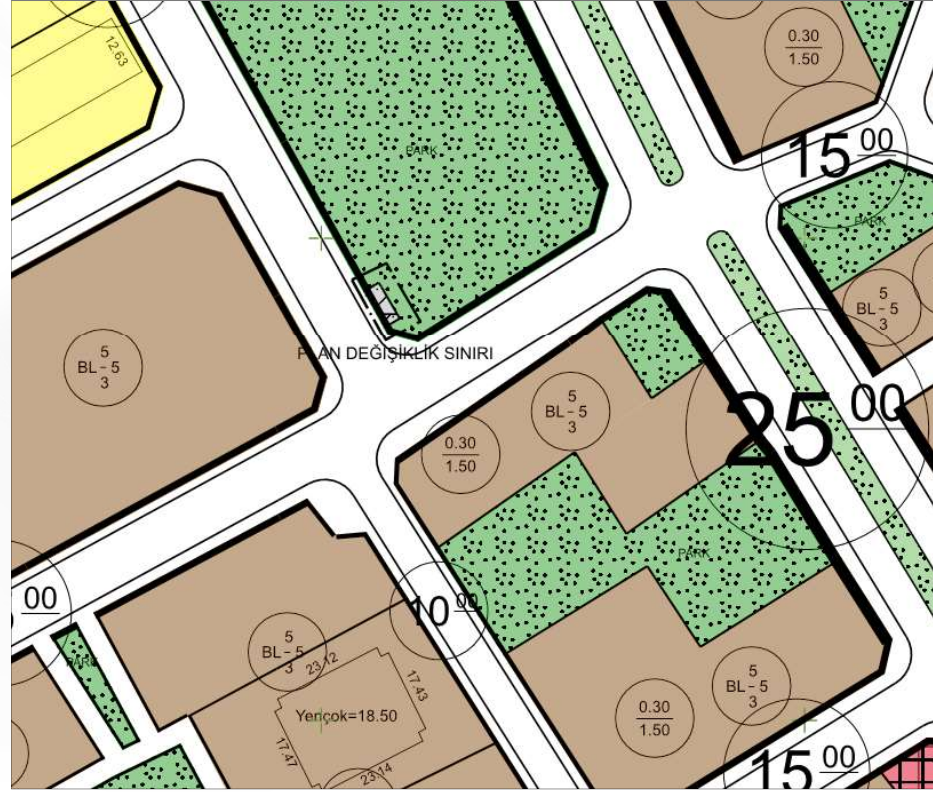 12.63
0.30
1.50
15 00
PARK
PARK
5
BL - 5
3
5
BL - 5
3
PLAN DEĞİŞİKLİK SINIRI
5
BL - 5
3
25 00
0.30
1.50
PARK
00
10 00
5
BL - 5
3
23.12
17.43
PARK
5
BL - 5
3
0.30
1.50
Yençok=18.50
17.47
23.14
15 00